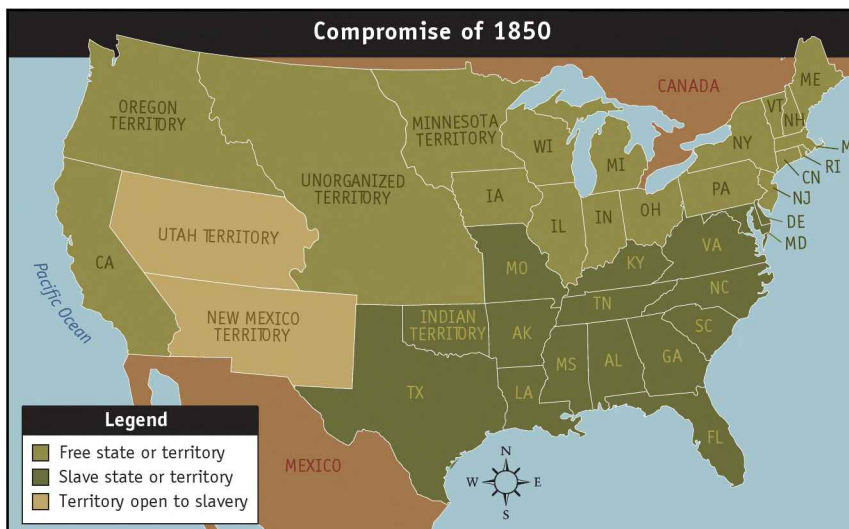 Compromise of 1850
CANADA
OREGON
TERRITORY
MINNESOTA
TERRITORY
UNORGANIZED
TERRITORY
UTAH TERRITORY
NEW MEXICO
TERRITORY
INDIAN
TERRITORY
CA
TX
IA
WI
MI
IL
IN
OH
MO
KY
TN
AK
LA
MS
AL
GA
FL
SC
NC
VA
PA
NY
VT
NH
ME
M
RI
CN
NJ
DE
MD
Pacific Ocean
MEXICO
N
W
E
S
Legend
Free state or territory
Slave state or territory
Territory open to slavery